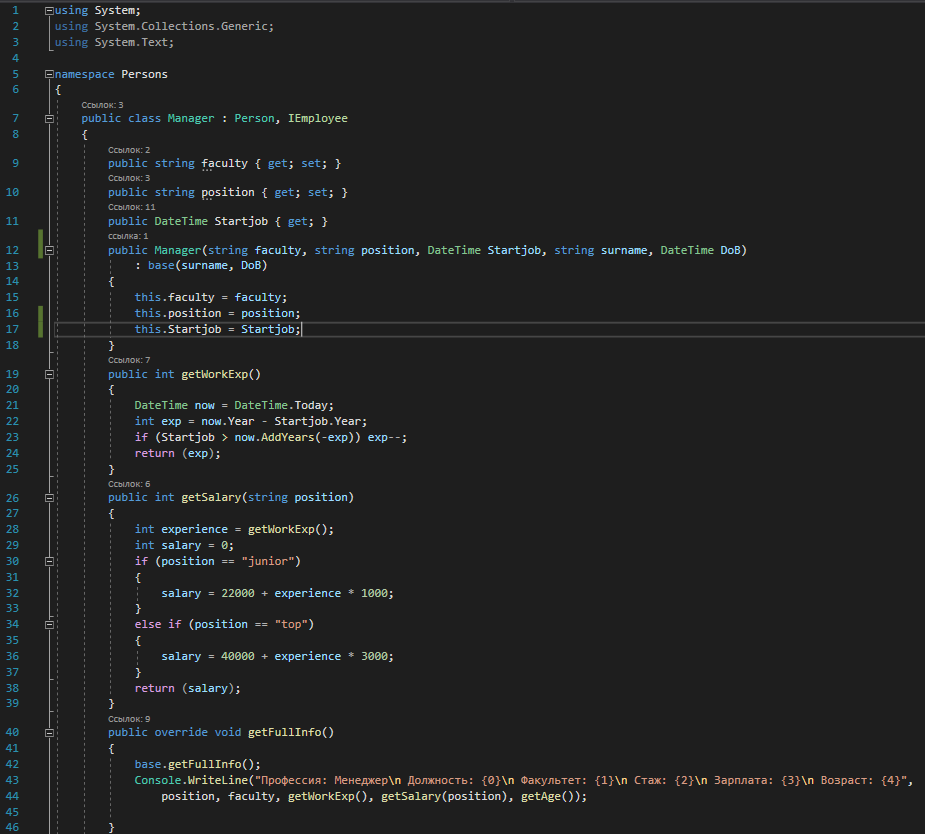 1 using System;
2 using System.Collections.Generic;
3 using System.Text;
4
5 namespace Persons
6 {
Ссылок: 3
7 public class Manager : Person, IEmployee
8 {
Ссылок: 2
9 public string faculty { get; set; }
Ссылок: 3
10 public string position { get; set; }
Ссылок: 11
11 public DateTime Startjob { get; }
ссылка: 1
12 public Manager(string faculty, string position, DateTime Startjob, string surname, DateTime DoB)
13 : base(surname, DoB)
14 {
15 this.faculty = faculty;
16 this.position = position;
17 this.Startjob = Startjob;
18 }
Ссылок: 7
19 public int getWorkExp()
20 {
21 DateTime now = DateTime.Today;
22 int exp = now.Year - Startjob.Year;
23 if (Startjob > now.AddYears(-exp)) exp--;
24 return (exp);
25 }
Ссылок: 6
26 public int getSalary(string position)
27 {
28 int experience = getWorkExp();
29 int salary = 0;
30 if (position == "junior")
31 {
32 salary = 22000 + experience * 1000;
33 }
34 else if (position == "top")
35 {
36 salary = 40000 + experience * 3000;
37 }
38 return (salary);
39 }
Ссылок: 9
40 public override void getFullInfo()
41 {
42 base.getFullInfo();
43 Console.WriteLine("Профессия: Менеджер\n Должность: {0}\n Факультет: {1}\n Стаж: {2}\n Зарплата: {3}\n Возраст: {4}",
44 position, faculty, getWorkExp(), getSalary(position), getAge());
45
46 }